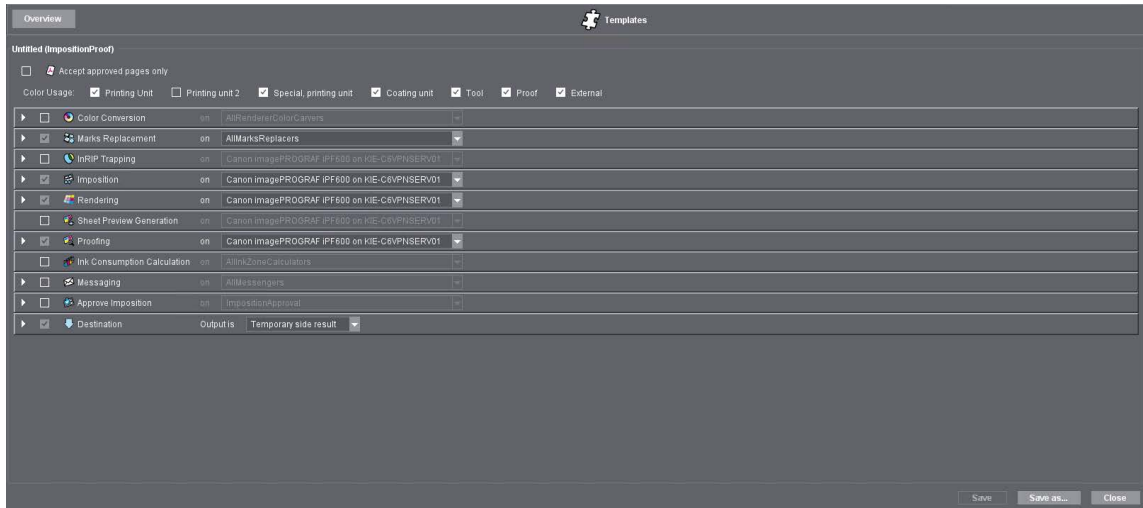 Overview Templates
Untitled (ImpositionProof)
Accept approved pages only
Color Usage: Printing Unit Printing unit 2 Special, printing unit Coating unit Tool Proof External
Color Conversion on AllRendererColorCarvers
Marks Replacement on AllMarksReplacers
InRIP Trapping on Canon imagePROGRAF iPF600 on KIE-C6VPNSERV01
Imposition on Canon imagePROGRAF iPF600 on KIE-C6VPNSERV01
Rendering on Canon imagePROGRAF iPF600 on KIE-C6VPNSERV01
Sheet Preview Generation on Canon imagePROGRAF iPF600 on KIE-C6VPNSERV01
Proofing on Canon imagePROGRAF iPF600 on KIE-C6VPNSERV01
Ink Consumption Calculation on AllInkZoneCalculators
Messaging on AllMessengers
Approve Imposition on ImpositionApproval
Destination Output is Temporary side result
Save Save as... Close